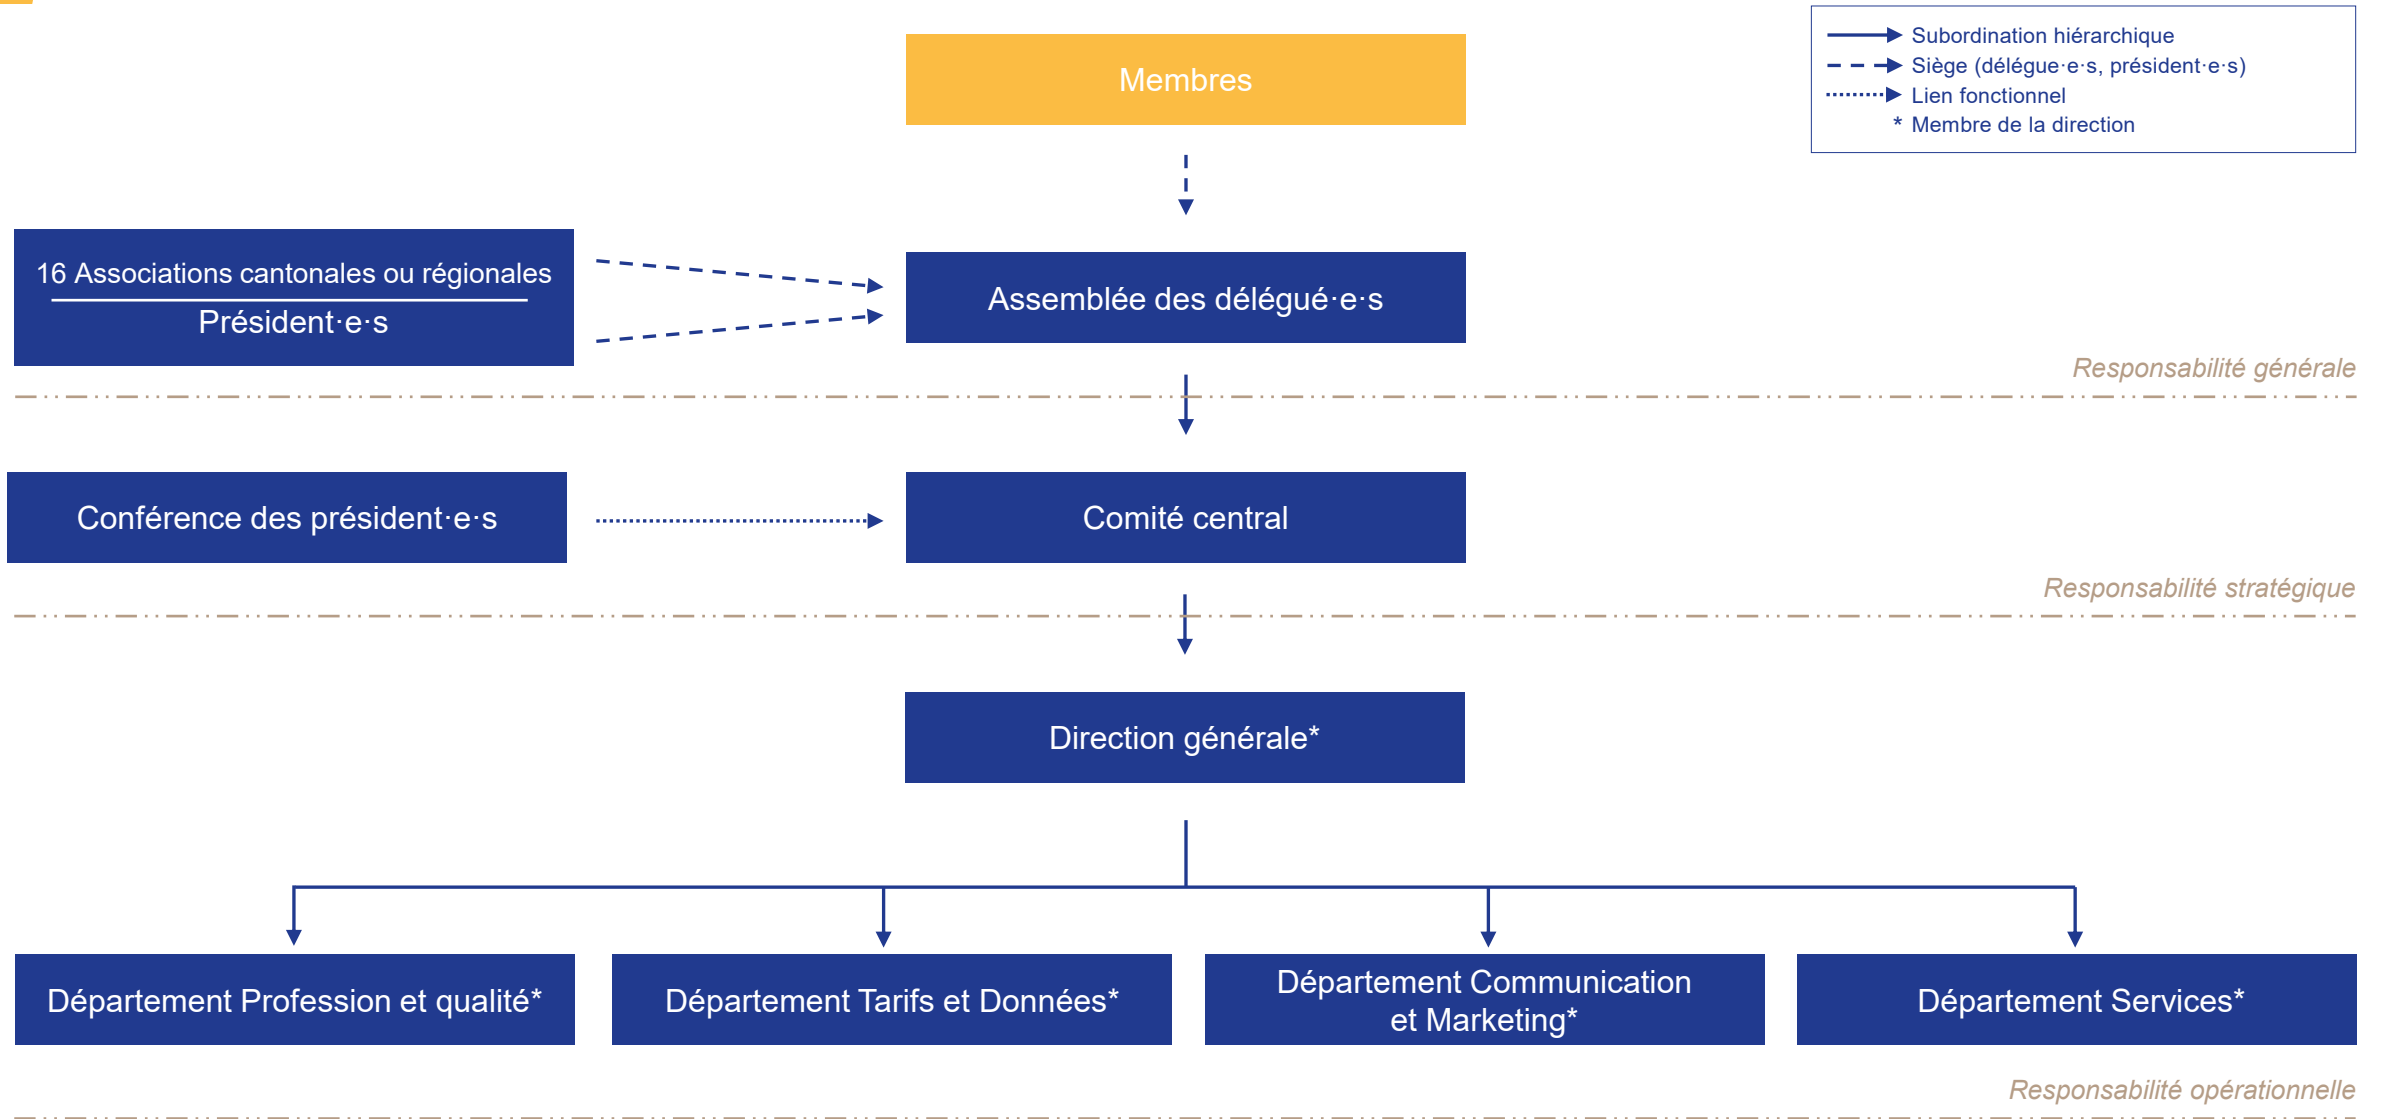 Subordination hiérarchique
Siège (délégue·e·s, président·e·s)
Lien fonctionnel
* Membre de la direction
Membres
16 Associations cantonales ou régionales
Président·e·s
Assemblée des délégué·e·s
Responsabilité générale
Conférence des président·e·s
Comité central
Responsabilité stratégique
Direction générale*
Département Profession et qualité*
Département Tarifs et Données*
Département Communication
et Marketing*
Département Services*
Responsabilité opérationnelle